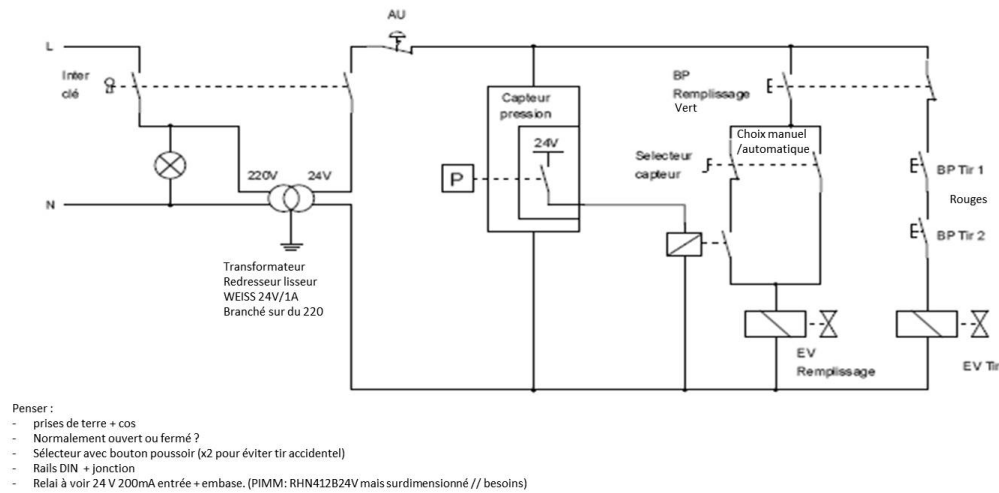 AU
L
Inter
clé
BP
Remplissage
Vert
Capteur
pression
24V
Choix manuel
/automatique
Selecteur
capteur
BP Tir 1
Rouges
BP Tir 2
220V
24V
P
N
Transformateur
Redresseur lisseur
WEISS 24V/1A
Branché sur du 220
EV
Remplissage
EV Tir
Penser :
- prises de terre + cos
- Normalement ouvert ou fermé ?
- Sélecteur avec bouton poussoir (x2 pour éviter tir accidentel)
- Rails DIN + jonction
- Relai à voir 24 V 200mA entrée + embase. (PIMM: RHN412B24V mais surdimensionné // besoins)